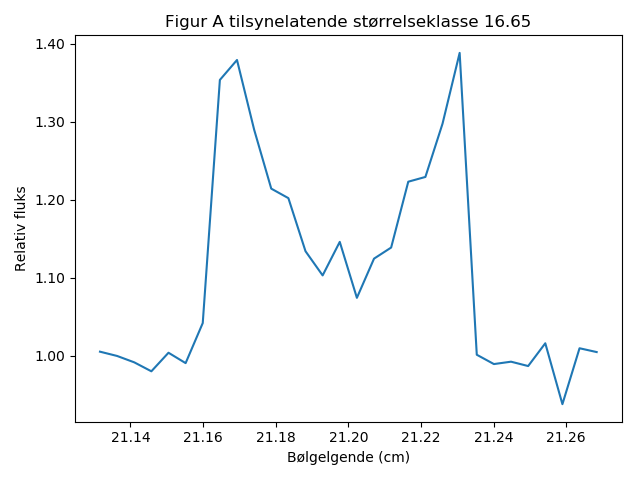 Figur A tilsynelatende størrelseklasse 16.65
1.40
1.30
1.20
1.10
1.00
Relativ fluks
21.14 21.16 21.18 21.20 21.22 21.24 21.26
Bølgelgende (cm)